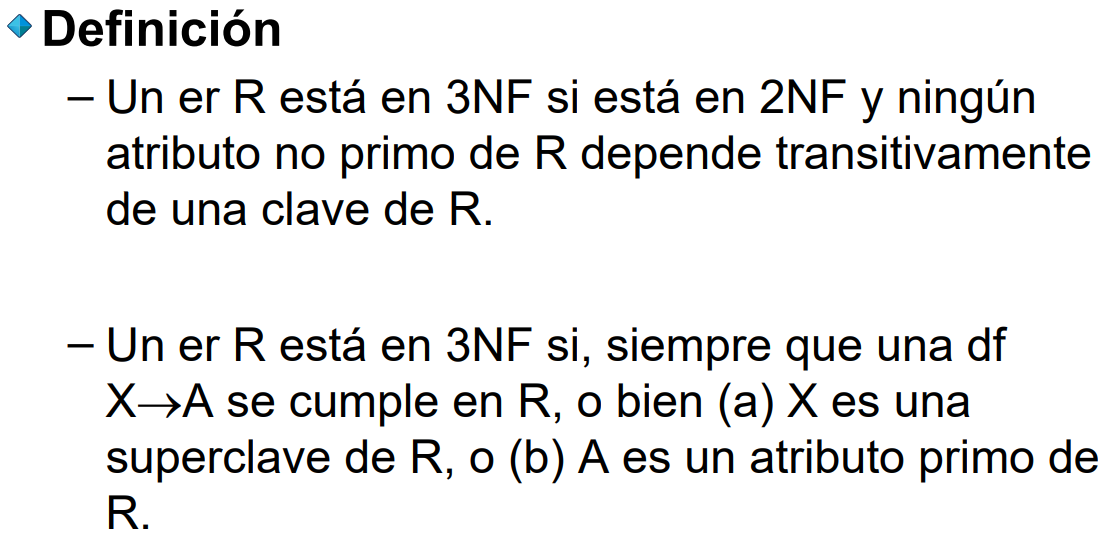 Definición
– Un er R está en 3NF si está en 2NF y ningún
atributo no primo de R depende transitivamente
de una clave de R.
– Un er R está en 3NF si, siempre que una df
X→A se cumple en R, o bien (a) X es una
superclave de R, o (b) A es un atributo primo de
R.